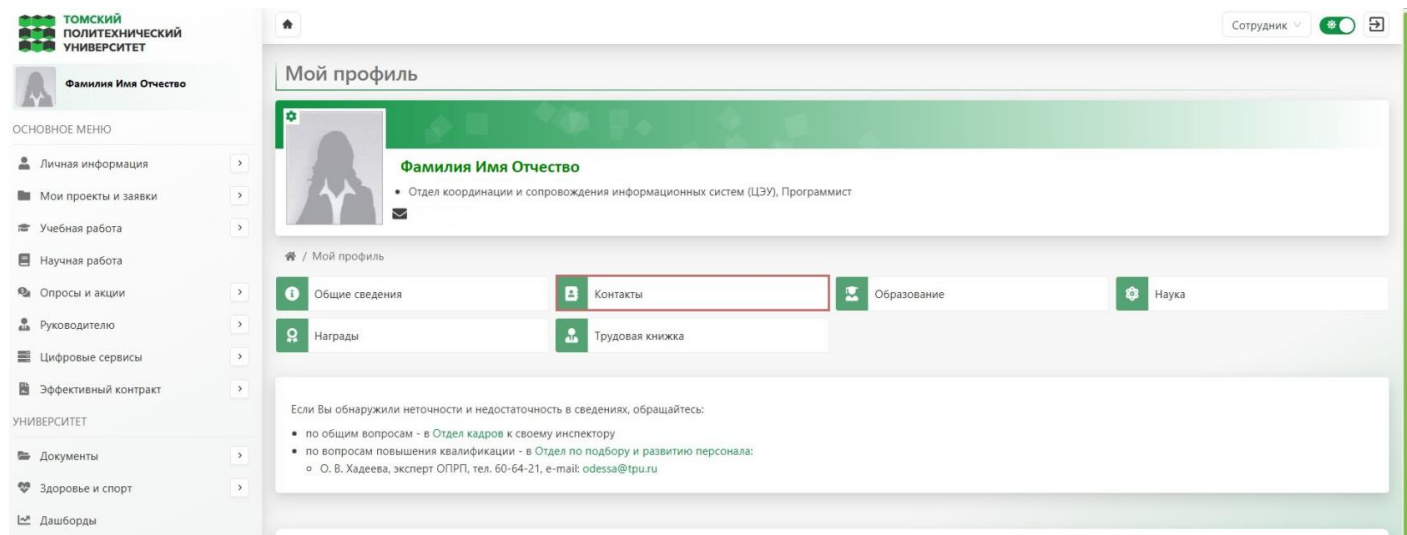 ТОМСКИЙ
ПОЛИТЕХНИЧЕСКИЙ
УНИВЕРСИТЕТ
Фамилия Имя Отчество
ОСНОВНОЕ МЕНЮ
Личная информация
Мои проекты и заявки
Учебная работа
Научная работа
Опросы и акции
Руководителю
Цифровые сервисы
Эффективный контракт
УНИВЕРСИТЕТ
Документы
Здоровье и спорт
Дашборды
Сотрудник
Мой профиль
Фамилия Имя Отчество
• Отдел координации и сопровождения информационных систем (ЦЭУ), Программист
/ Мой профиль
Общие сведения
Контакты
Образование
Наука
Награды
Трудовая книжка
Если Вы обнаружили неточности и недостаточность в сведениях, обращайтесь:
• по общим вопросам - в Отдел кадров к своему инспектору
• по вопросам повышения квалификации - в Отдел по подбору и развитию персонала:
○ О. В. Хадеева, эксперт ОПРП, тел. 60-64-21, e-mail: odessa@tpu.ru